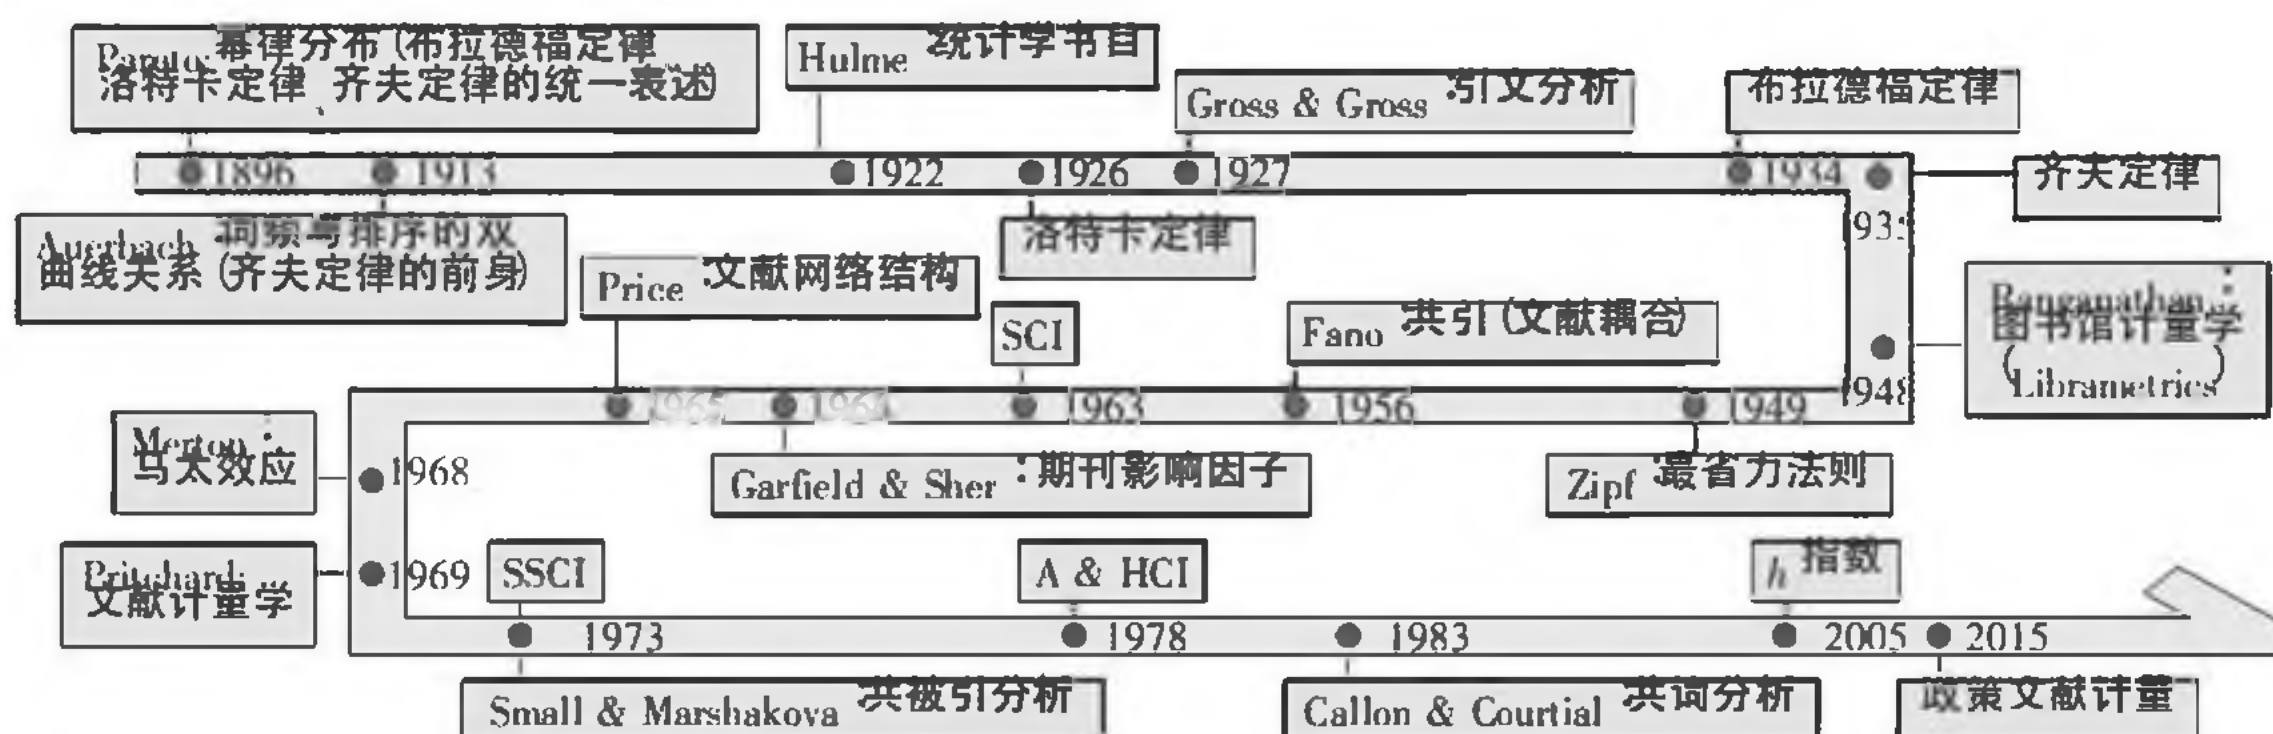 幂律分布(布拉德福定律
洛特卡定律、齐夫定律的统一表述)
Hulme:统计学书目
Gross & Gross:引文分析
布拉德福定律
1896
1913
1922
1926
1927
1934
齐夫定律
Auerbach:词频与排序的双
曲线关系(齐夫定律的前身)
洛特卡定律
Price:文献网络结构
SCI
Fano:共引(文献耦合)
Ranganathan:
图书馆计量学
(Librametrics)
1965
1963
1956
1949
1948
Merton:
马太效应
1968
Garfield & Sher:期刊影响因子
Zipf:最省力法则
Pritchard:
文献计量学
1969
SSCI
A & HCI
h指数
1973
1978
1983
2005
2015
Small & Marshakova:共被引分析
Callon & Courtial:共词分析
政策文献计量